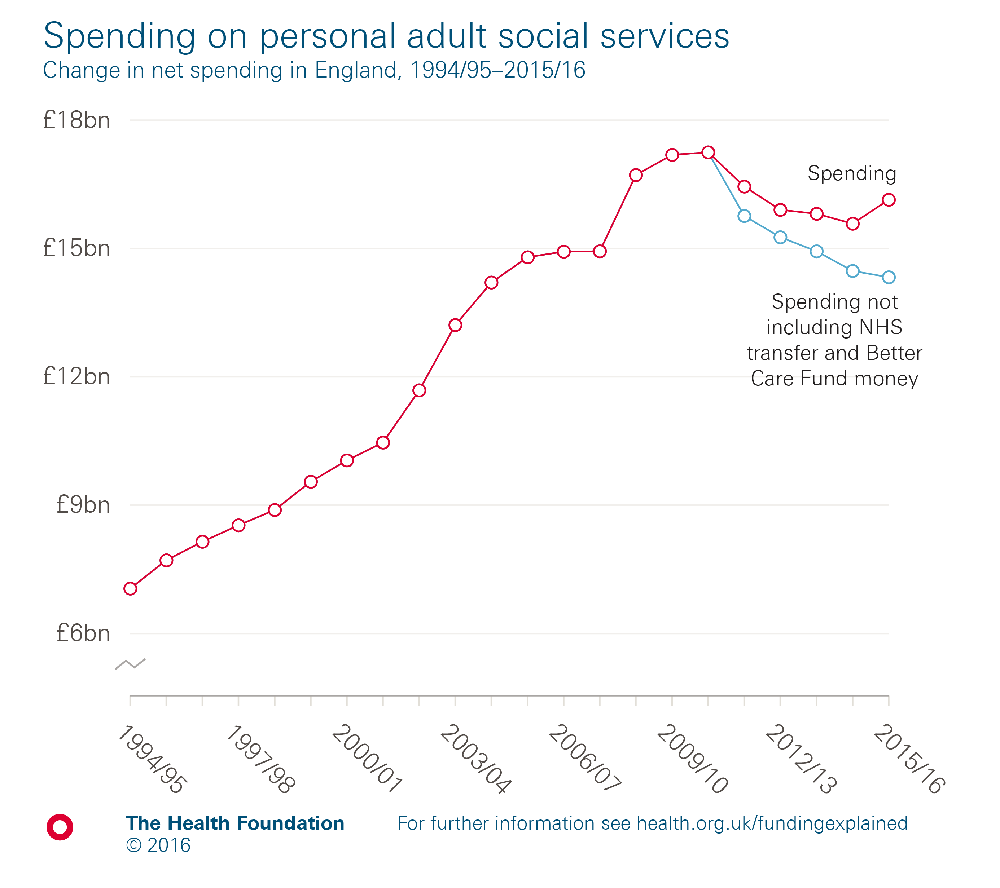 Spending on personal adult social services
Change in net spending in England, 1994/95–2015/16
£18bn
£15bn
£12bn
£9bn
£6bn
Spending
Spending not
including NHS
transfer and Better
Care Fund money
1994/95
1997/98
2000/01
2003/04
2006/07
2009/10
2012/13
2015/16
The Health Foundation
© 2016
For further information see health.org.uk/fundingexplained